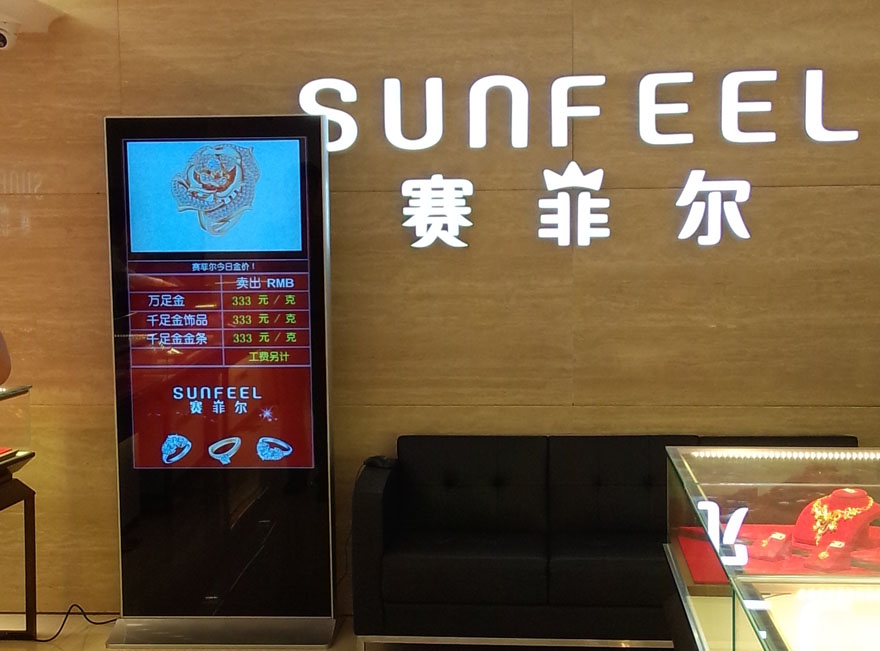 SUNFEEL
赛菲尔
赛菲尔今日金价！
卖出 RMB
万足金 333 元／克
千足金饰品 333 元／克
千足金金条 333 元／克
工费另计
SUNFEEL
赛菲尔